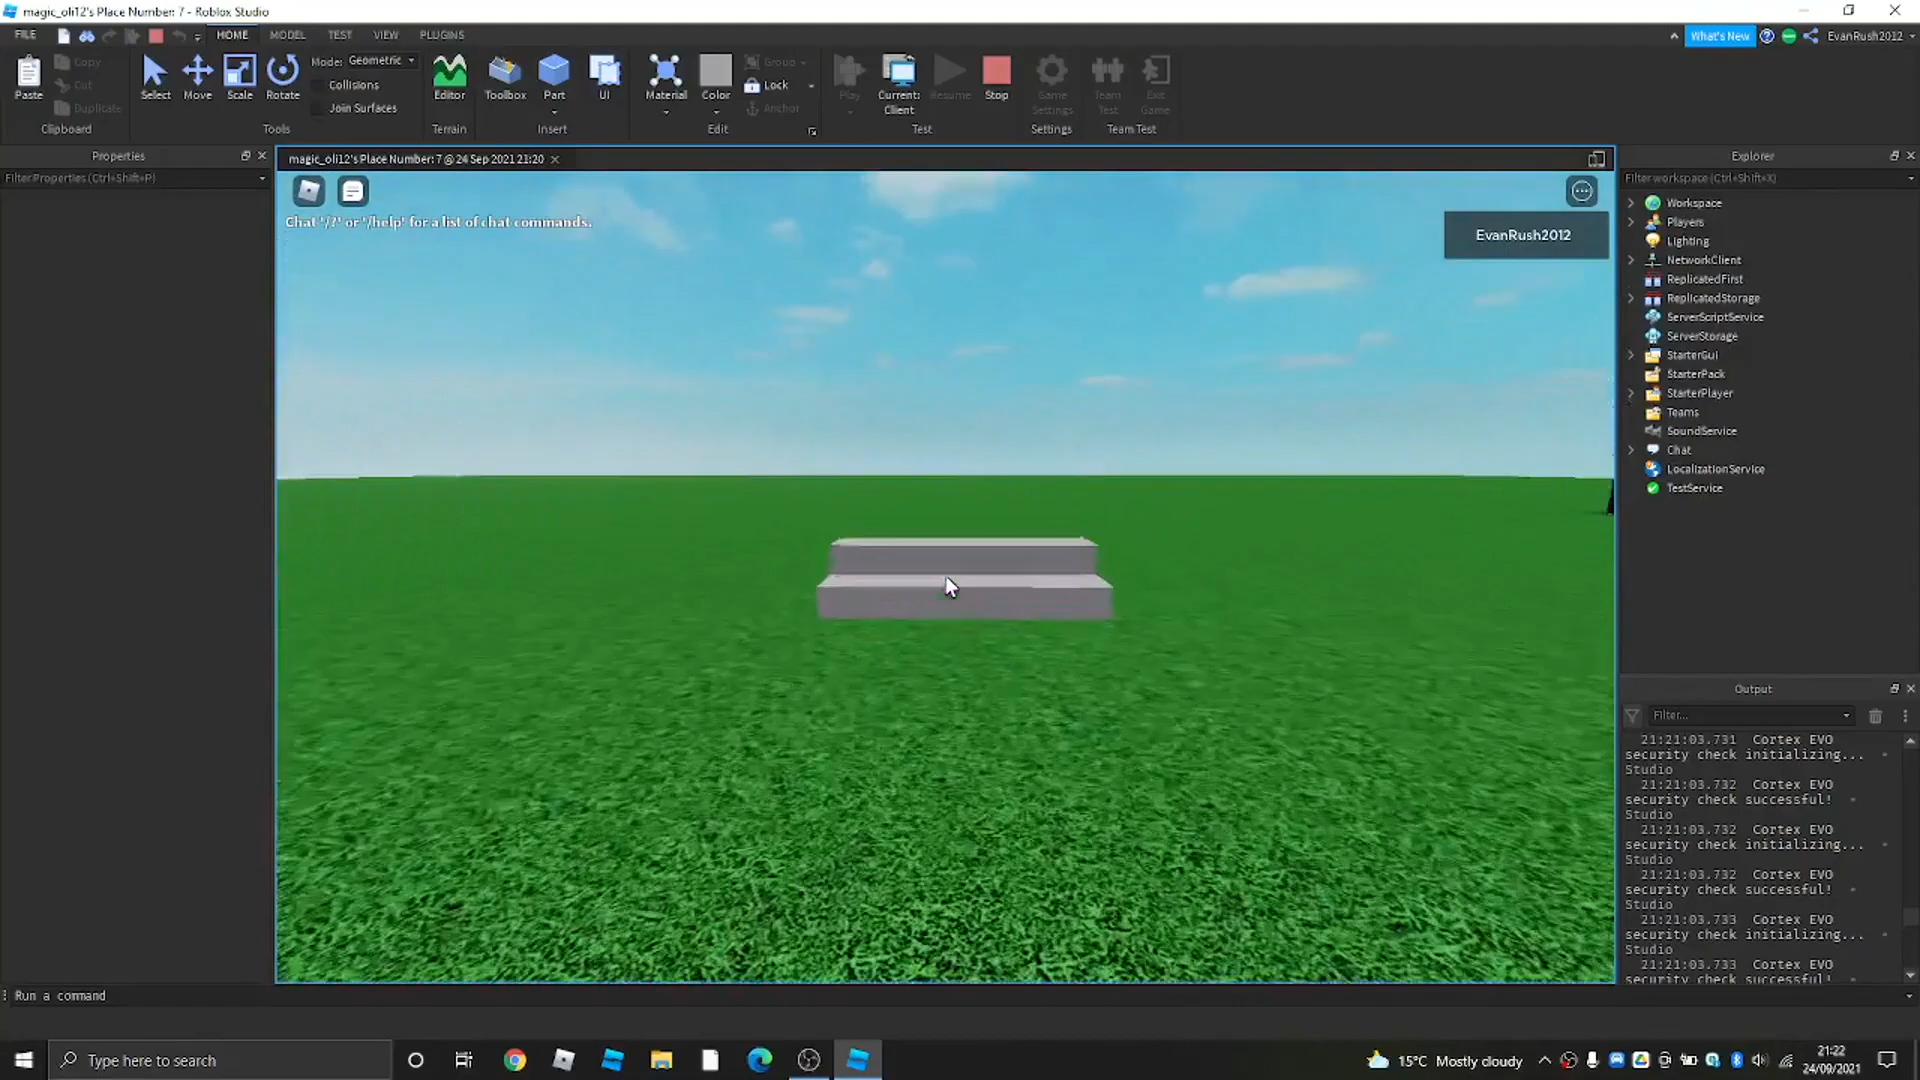 magic_oli12's Place Number: 7 - Roblox Studio
FILE HOME MODEL TEST VIEW PLUGINS What's New EvanRush2012
Paste Copy Cut Duplicate Select Move Scale Rotate Mode: Geometric Collisions Join Surfaces Editor Toolbox Part UI Material Color Group Lock Anchor Play Current: Client Resume Stop Game Settings Team Test Exit Game
Clipboard Tools Terrain Insert Edit Test Settings Team Test
Properties
Filter Properties (Ctrl+Shift+P)
magic_oli12's Place Number: 7 @ 24 Sep 2021 21:20
Chat '/?' or '/help' for a list of chat commands.
EvanRush2012
Explorer
Filter workspace (Ctrl+Shift+X)
Workspace
Players
Lighting
NetworkClient
ReplicatedFirst
ReplicatedStorage
ServerScriptService
ServerStorage
StarterGui
StarterPack
StarterPlayer
Teams
SoundService
Chat
LocalizationService
TestService
Output
Filter...
21:21:03.731 Cortex EVO
security check initializing... -
Studio
21:21:03.732 Cortex EVO
security check successful! -
Studio
21:21:03.732 Cortex EVO
security check initializing... -
Studio
21:21:03.732 Cortex EVO
security check successful! -
Studio
21:21:03.733 Cortex EVO
security check initializing... -
Studio
21:21:03.733 Cortex EVO
security check successful! -
Run a command
Type here to search
15°C Mostly cloudy
21:22
24/09/2021